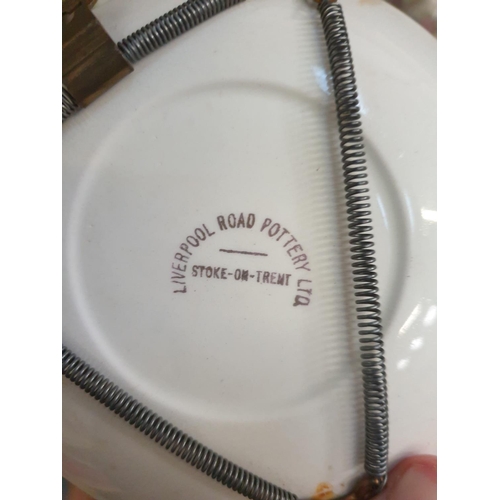 LIVERPOOL ROAD POTTERY LTD.
STOKE-ON-TRENT